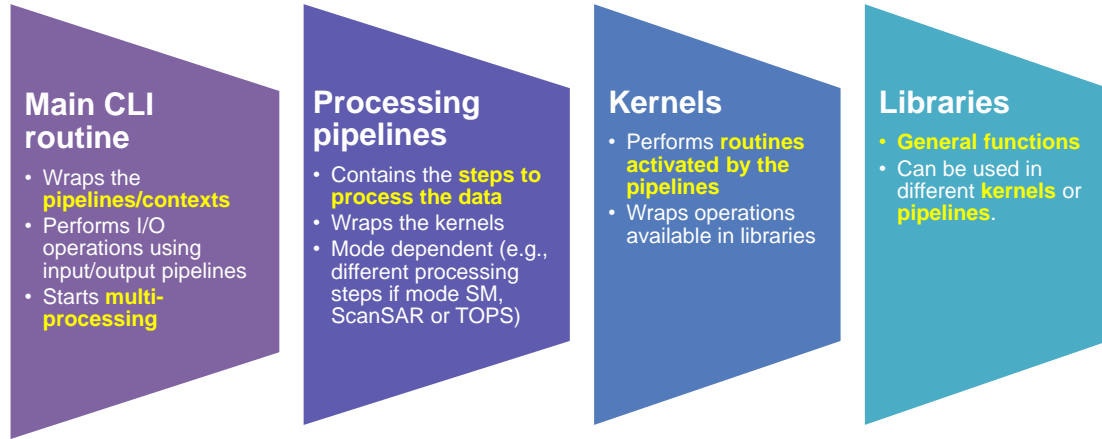 Main CLI
routine
• Wraps the
pipelines/contexts
• Performs I/O
operations using
input/output pipelines
• Starts multi-
processing
Processing
pipelines
• Contains the steps to
process the data
• Wraps the kernels
• Mode dependent (e.g.,
different processing
steps if mode SM,
ScanSAR or TOPS)
Kernels
• Performs routines
activated by the
pipelines
• Wraps operations
available in libraries
Libraries
• General functions
• Can be used in
different kernels or
pipelines.